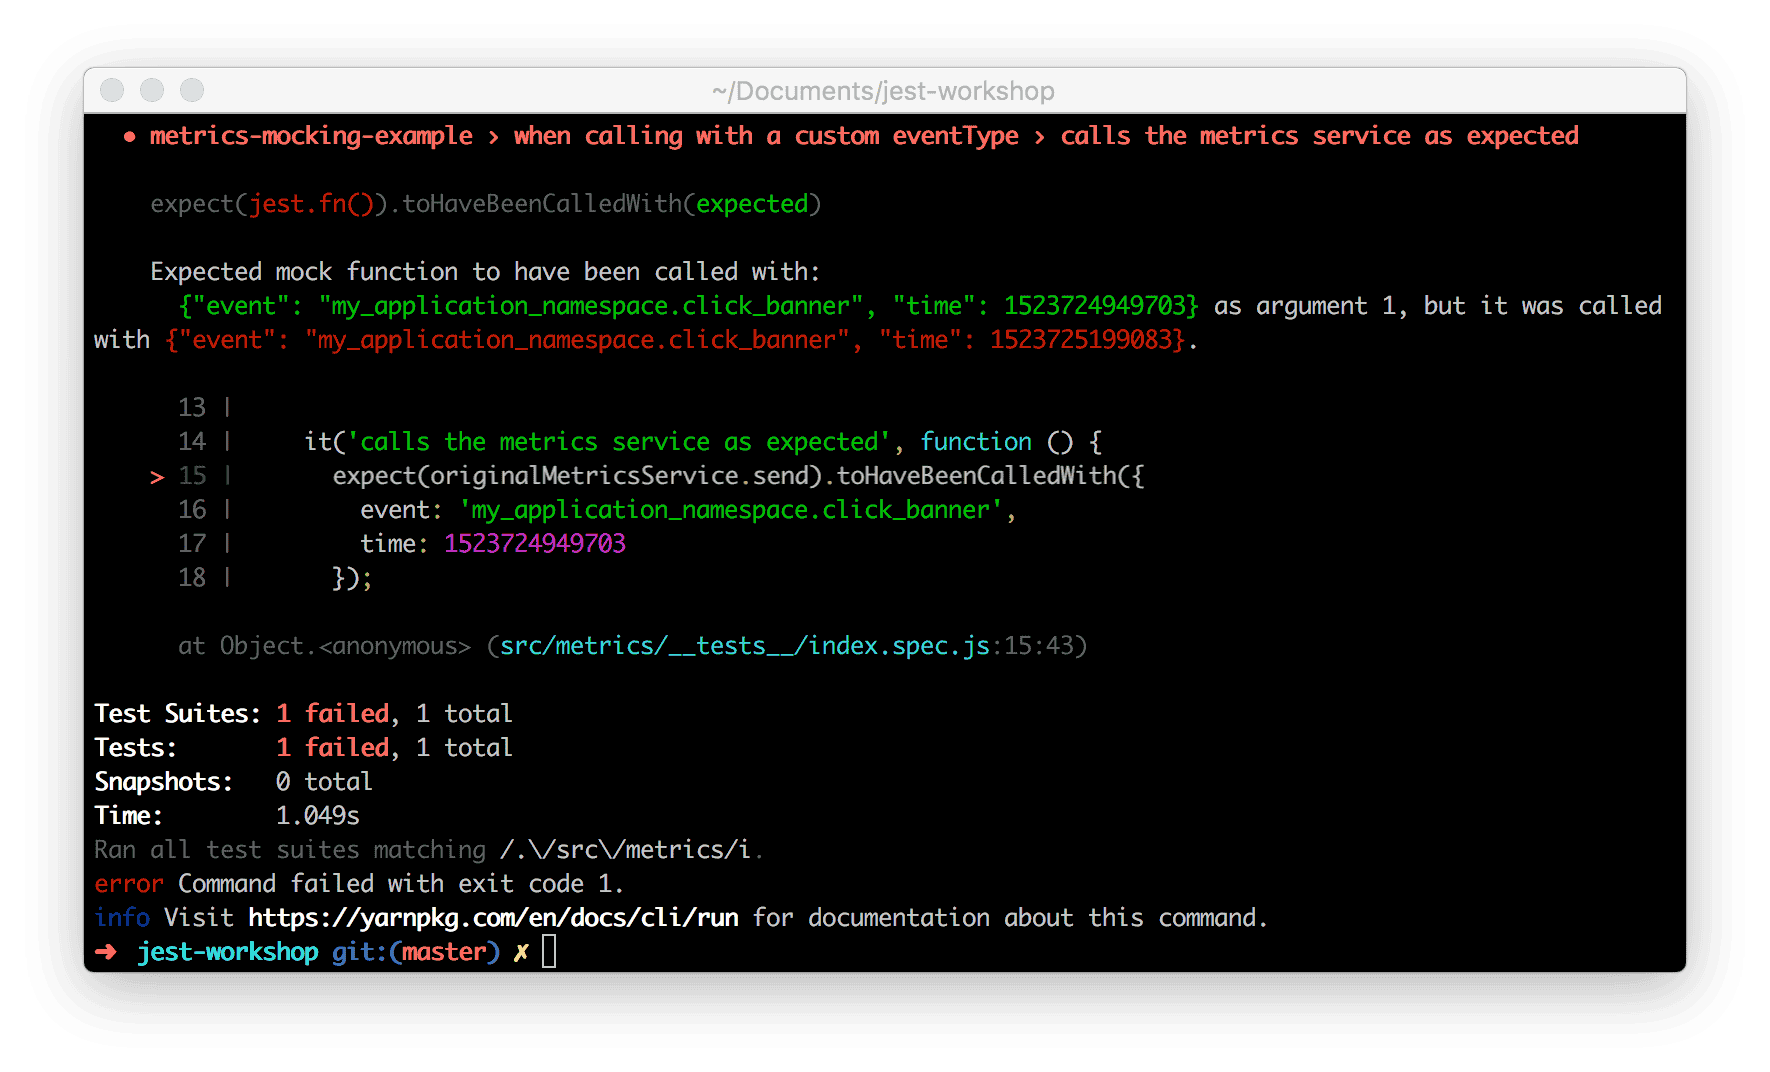 ~/Documents/jest-workshop
• metrics-mocking-example › when calling with a custom eventType › calls the metrics service as expected
expect(jest.fn()).toHaveBeenCalledWith(expected)
Expected mock function to have been called with:
{"event": "my_application_namespace.click_banner", "time": 1523724949703} as argument 1, but it was called
with {"event": "my_application_namespace.click_banner", "time": 1523725199083}.
13 |
14 |     it('calls the metrics service as expected', function () {
> 15 |       expect(originalMetricsService.send).toHaveBeenCalledWith({
16 |         event: 'my_application_namespace.click_banner',
17 |         time: 1523724949703
18 |       });
at Object.<anonymous> (src/metrics/__tests__/index.spec.js:15:43)
Test Suites: 1 failed, 1 total
Tests:       1 failed, 1 total
Snapshots:   0 total
Time:        1.049s
Ran all test suites matching /.\/src\/metrics/i.
error Command failed with exit code 1.
info Visit https://yarnpkg.com/en/docs/cli/run for documentation about this command.
➜ jest-workshop git:(master) ✗